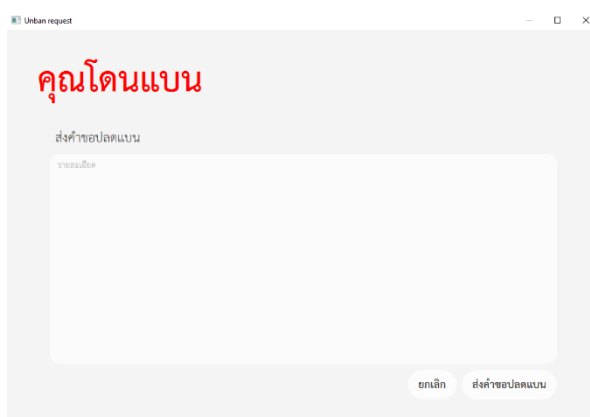 Unban request
คุณโดนแบน
ส่งคำขอปลดแบน
รายละเอียด
ยกเลิก ส่งคำขอปลดแบน